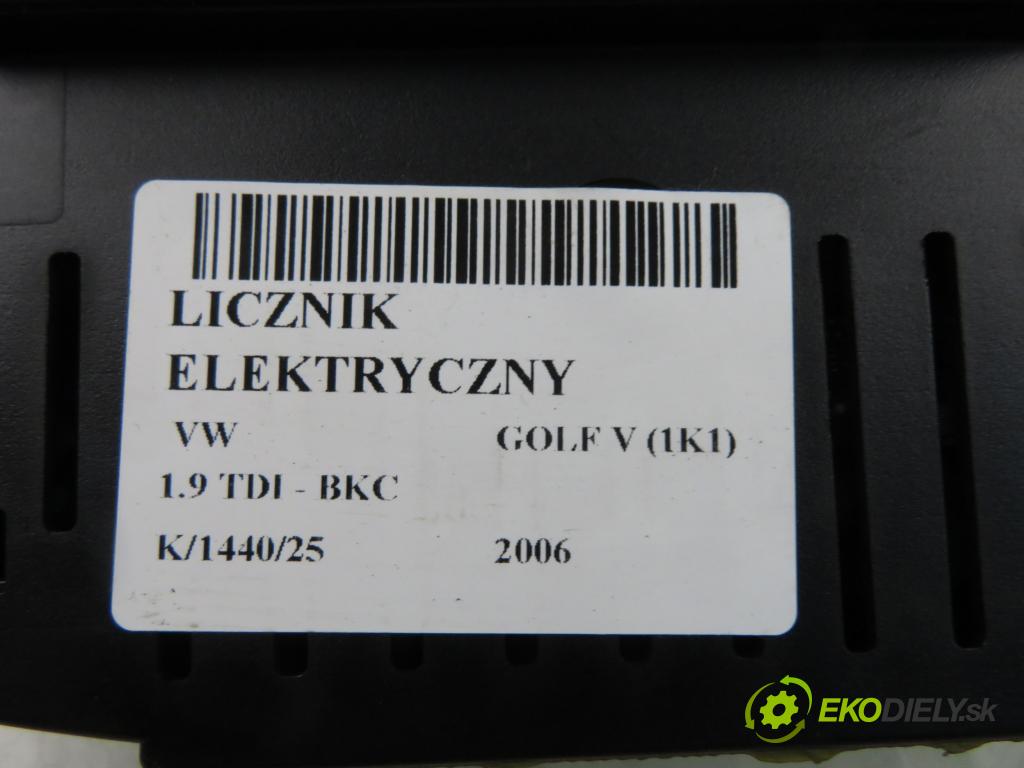 LICZNIK
ELEKTRYCZNY
VW GOLF V (1K1)
1.9 TDI - BKC
K/1440/25 2006
EKODIELY.sk